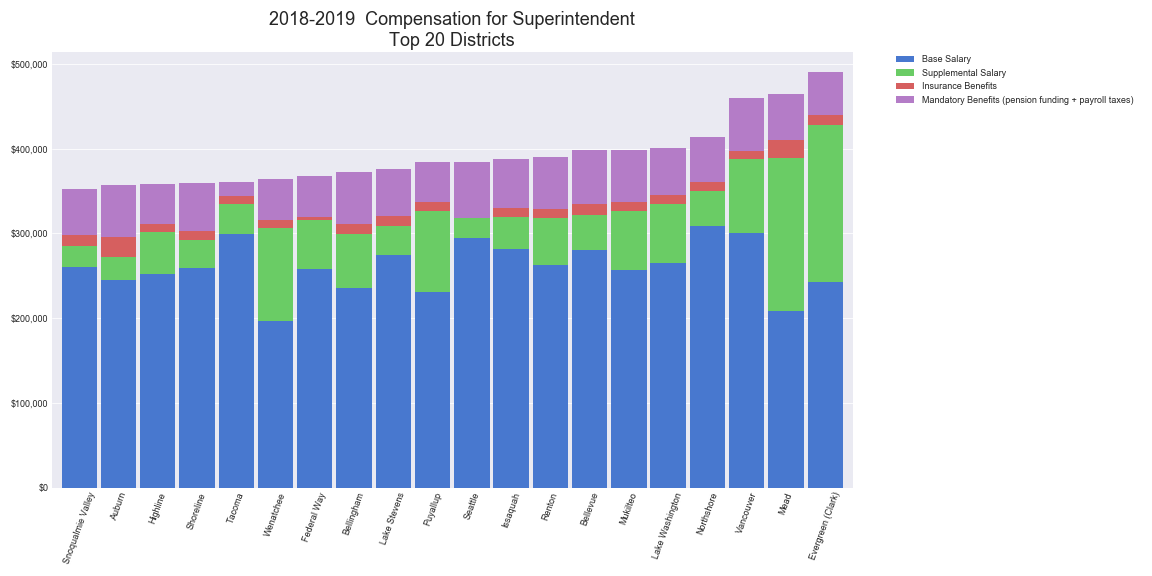 2018-2019  Compensation for Superintendent
Top 20 Districts
Base Salary
Supplemental Salary
Insurance Benefits
Mandatory Benefits (pension funding + payroll taxes)
$500,000
$400,000
$300,000
$200,000
$100,000
$0
Snoqualmie Valley
Auburn
Highline
Shoreline
Tacoma
Wenatchee
Federal Way
Bellingham
Lake Stevens
Puyallup
Seattle
Issaquah
Renton
Bellevue
Mukilteo
Lake Washington
Northshore
Vancouver
Mead
Evergreen (Clark)